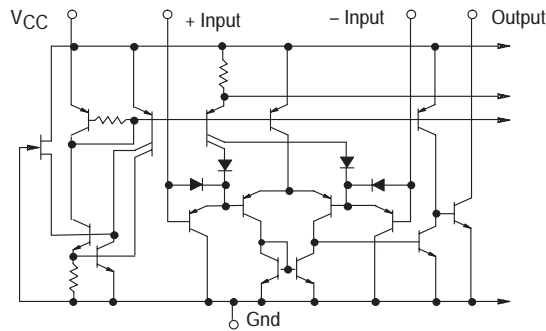 VCC + Input – Input Output
Gnd